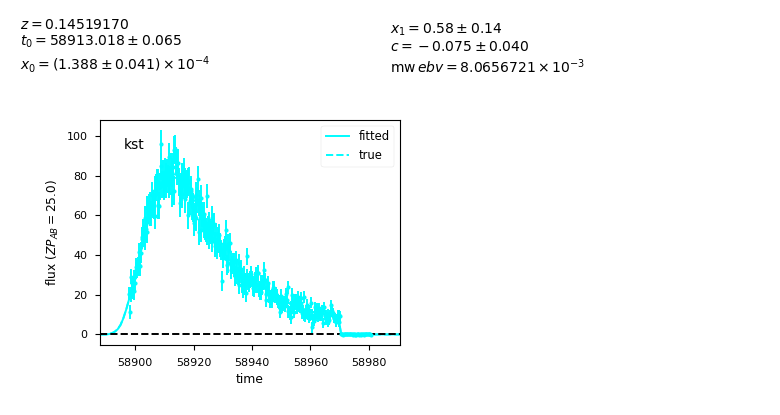 z = 0.14519170
t₀ = 58913.018 ± 0.065
x₀ = (1.388 ± 0.041) × 10⁻⁴
x₁ = 0.58 ± 0.14
c = −0.075 ± 0.040
mw ebv = 8.0656721 × 10⁻³
kst
fitted
true
100
80
60
40
20
0
flux (ZP_AB = 25.0)
58900 58920 58940 58960 58980
time